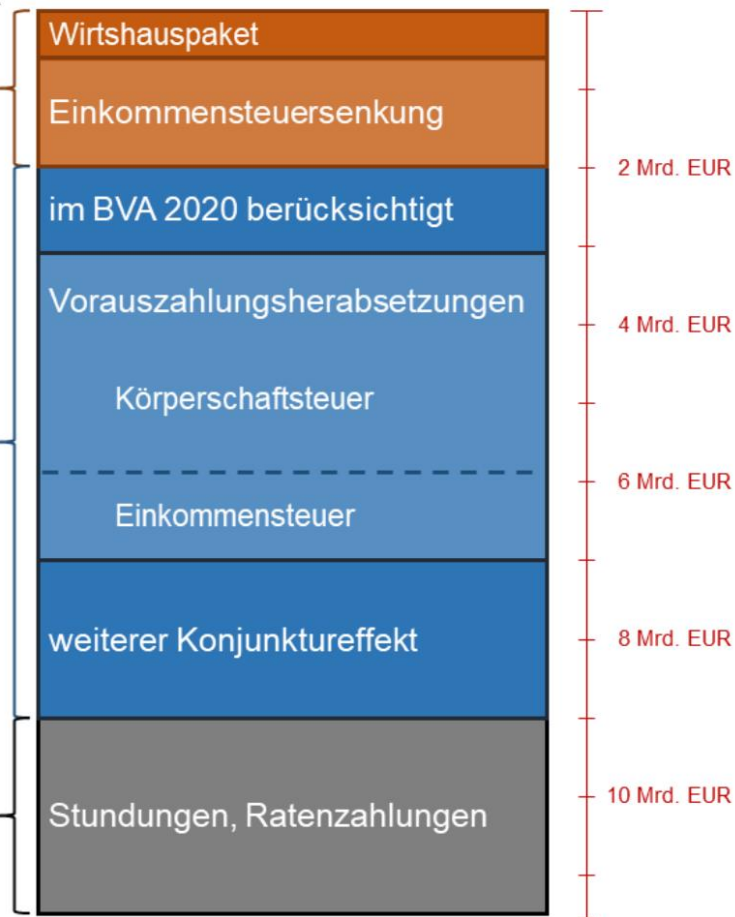 Wirtshauspaket
Einkommensteuersenkung
2 Mrd. EUR
im BVA 2020 berücksichtigt
Vorauszahlungsherabsetzungen
4 Mrd. EUR
Körperschaftsteuer
6 Mrd. EUR
Einkommensteuer
weiterer Konjunktureffekt
8 Mrd. EUR
10 Mrd. EUR
Stundungen, Ratenzahlungen